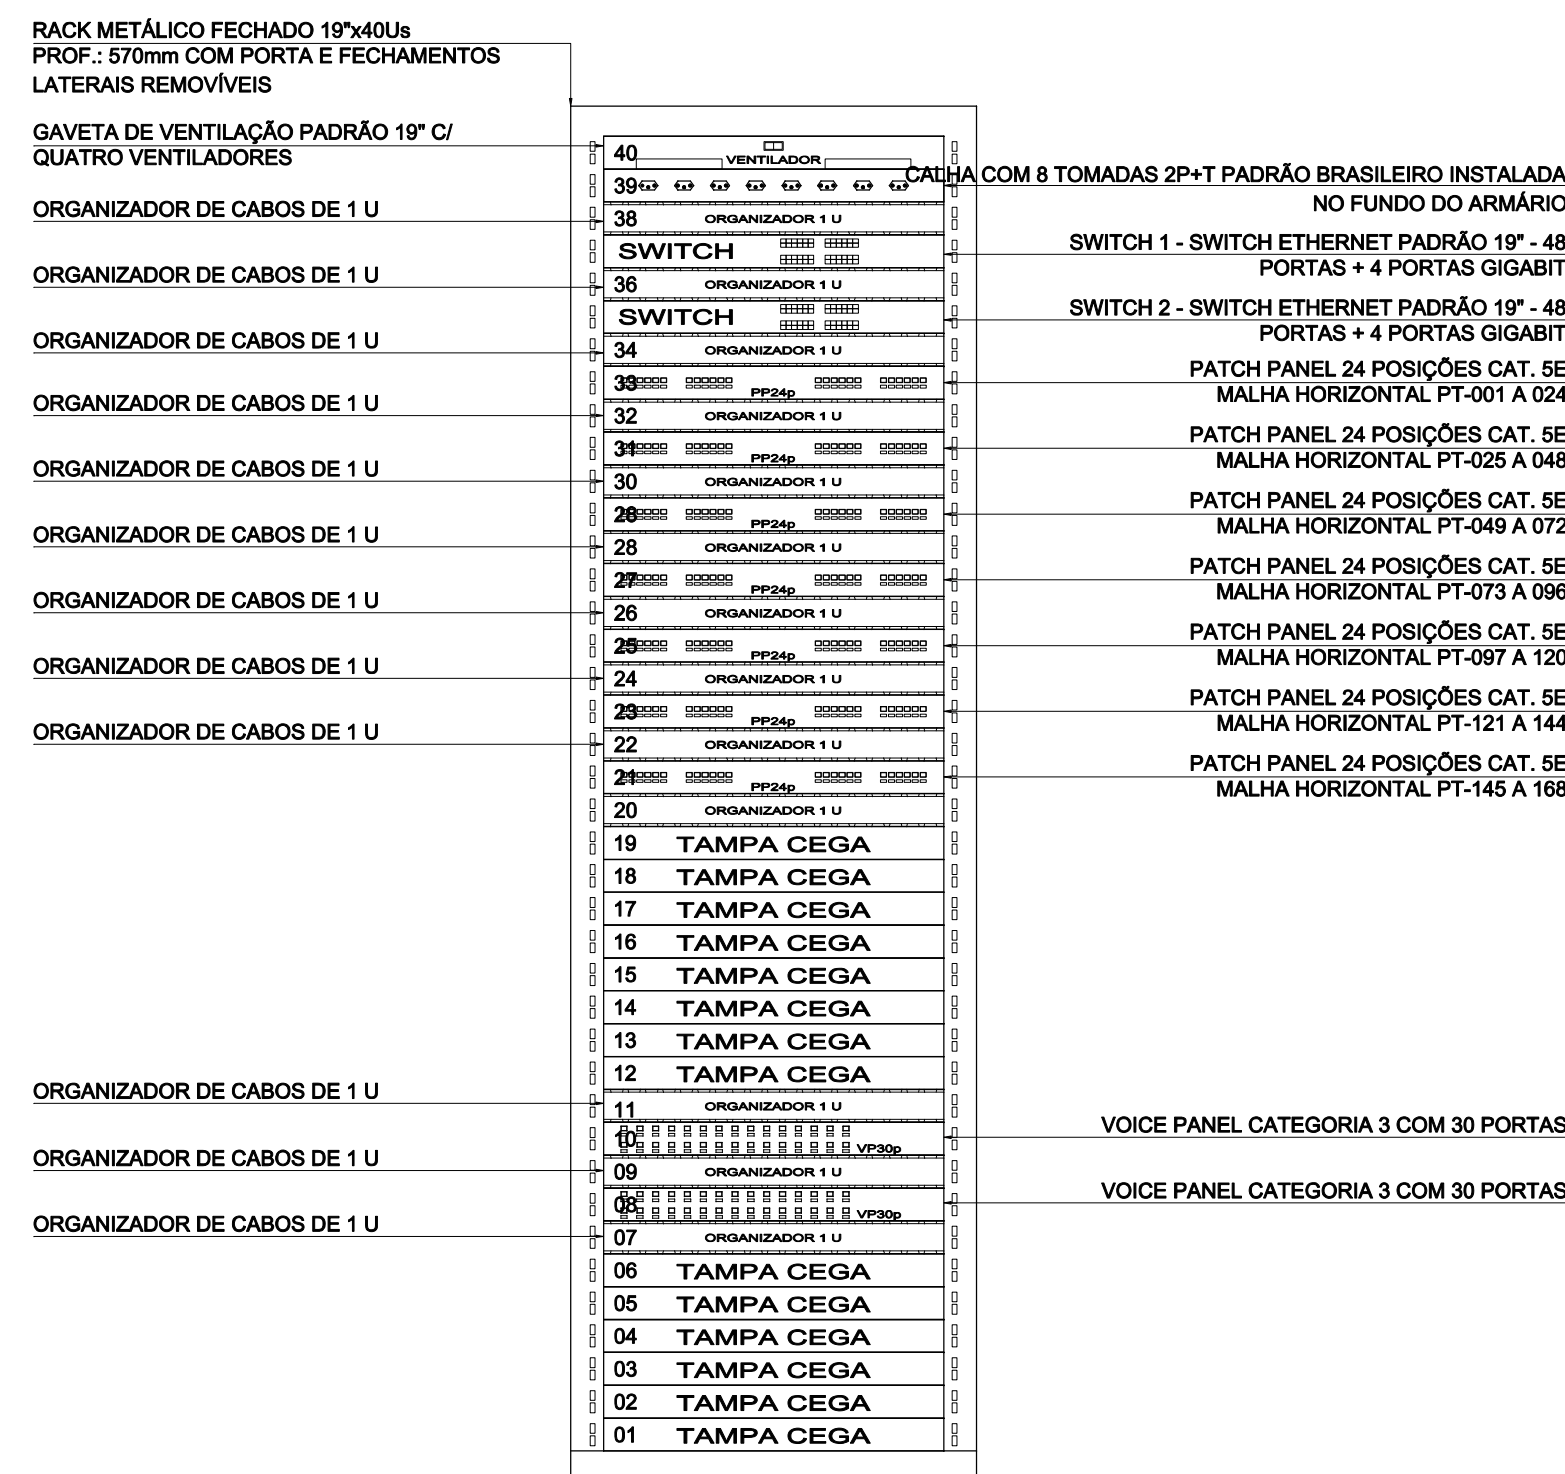 RACK METÁLICO FECHADO 19"x40Us
PROF.: 570mm COM PORTA E FECHAMENTOS
LATERAIS REMOVÍVEIS
GAVETA DE VENTILAÇÃO PADRÃO 19" C/
QUATRO VENTILADORES
ORGANIZADOR DE CABOS DE 1 U
ORGANIZADOR DE CABOS DE 1 U
ORGANIZADOR DE CABOS DE 1 U
ORGANIZADOR DE CABOS DE 1 U
ORGANIZADOR DE CABOS DE 1 U
ORGANIZADOR DE CABOS DE 1 U
ORGANIZADOR DE CABOS DE 1 U
ORGANIZADOR DE CABOS DE 1 U
ORGANIZADOR DE CABOS DE 1 U
ORGANIZADOR DE CABOS DE 1 U
ORGANIZADOR DE CABOS DE 1 U
ORGANIZADOR DE CABOS DE 1 U
40 VENTILADOR
39
38 ORGANIZADOR 1 U
SWITCH
36 ORGANIZADOR 1 U
SWITCH
34 ORGANIZADOR 1 U
33 PP24p
32 ORGANIZADOR 1 U
31 PP24p
30 ORGANIZADOR 1 U
PP24p
28 ORGANIZADOR 1 U
27 PP24p
26 ORGANIZADOR 1 U
25 PP24p
24 ORGANIZADOR 1 U
23 PP24p
22 ORGANIZADOR 1 U
21 PP24p
20 ORGANIZADOR 1 U
19 TAMPA CEGA
18 TAMPA CEGA
17 TAMPA CEGA
16 TAMPA CEGA
15 TAMPA CEGA
14 TAMPA CEGA
13 TAMPA CEGA
12 TAMPA CEGA
11 ORGANIZADOR 1 U
10 VP30p
09 ORGANIZADOR 1 U
08 VP30p
07 ORGANIZADOR 1 U
06 TAMPA CEGA
05 TAMPA CEGA
04 TAMPA CEGA
03 TAMPA CEGA
02 TAMPA CEGA
01 TAMPA CEGA
CALHA COM 8 TOMADAS 2P+T PADRÃO BRASILEIRO INSTALADA
NO FUNDO DO ARMÁRIO
SWITCH 1 - SWITCH ETHERNET PADRÃO 19" - 48
PORTAS + 4 PORTAS GIGABIT
SWITCH 2 - SWITCH ETHERNET PADRÃO 19" - 48
PORTAS + 4 PORTAS GIGABIT
PATCH PANEL 24 POSIÇÕES CAT. 5E
MALHA HORIZONTAL PT-001 A 024
PATCH PANEL 24 POSIÇÕES CAT. 5E
MALHA HORIZONTAL PT-025 A 048
PATCH PANEL 24 POSIÇÕES CAT. 5E
MALHA HORIZONTAL PT-049 A 072
PATCH PANEL 24 POSIÇÕES CAT. 5E
MALHA HORIZONTAL PT-073 A 096
PATCH PANEL 24 POSIÇÕES CAT. 5E
MALHA HORIZONTAL PT-097 A 120
PATCH PANEL 24 POSIÇÕES CAT. 5E
MALHA HORIZONTAL PT-121 A 144
PATCH PANEL 24 POSIÇÕES CAT. 5E
MALHA HORIZONTAL PT-145 A 168
VOICE PANEL CATEGORIA 3 COM 30 PORTAS
VOICE PANEL CATEGORIA 3 COM 30 PORTAS